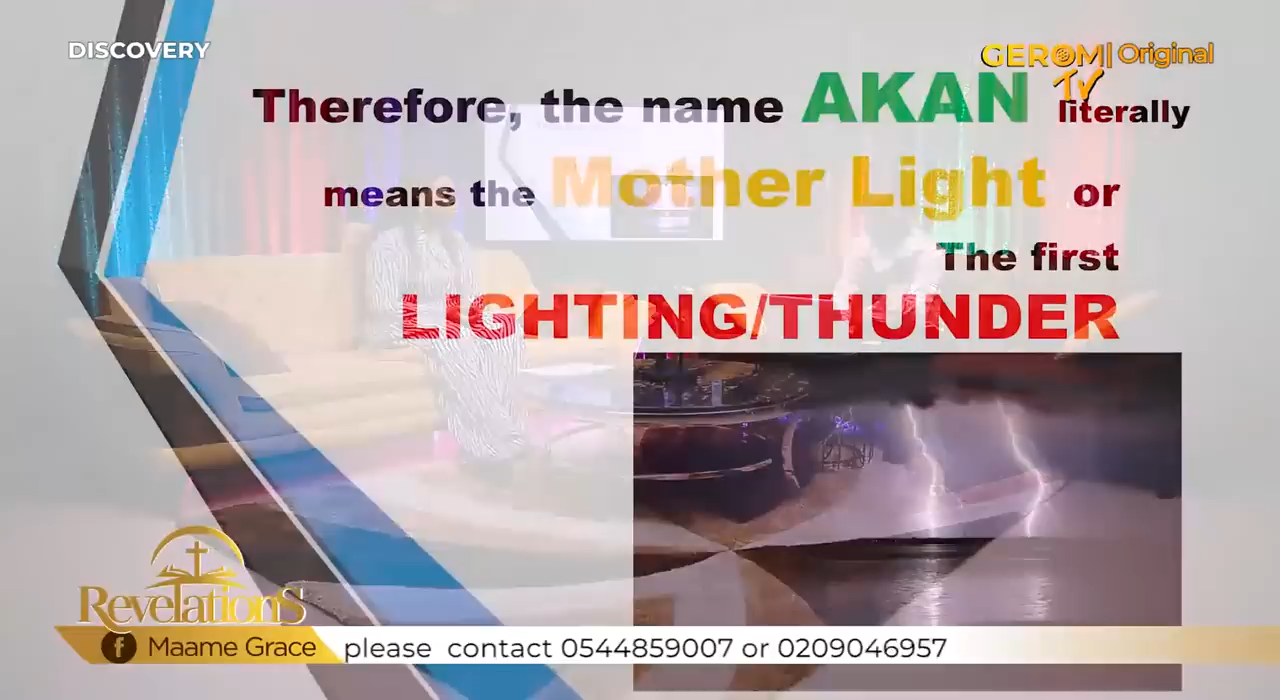 DISCOVERY
GEROM TV | Original
Therefore, the name AKAN literally
means the Mother Light or
The first
LIGHTING/THUNDER
RevelationS
Maame Grace
please contact 0544859007 or 0209046957